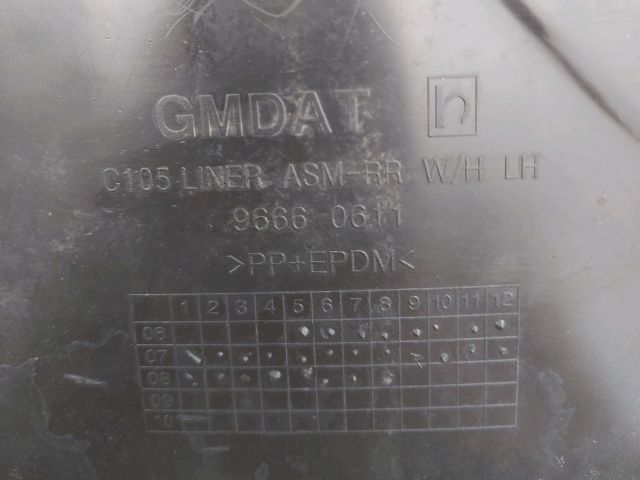 GMDAT h
C105 LINER ASM-RR W/H LH
9666 0611
>PP+EPDM<
1 2 3 4 5 6 7 8 9 10 11 12
06
07
08
09
10